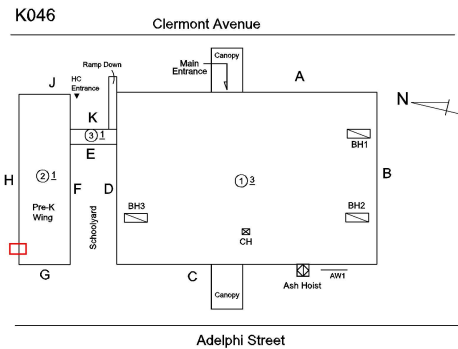 K046
Clermont Avenue
Ramp Down
Canopy
Main
Entrance
A
J
HC
Entrance
N
K
3 1
BH1
E
H
2 1
F
D
1 3
B
Pre-K
Wing
Schoolyard
BH3
BH2
CH
G
C
Canopy
Ash Hoist
AW1
Adelphi Street